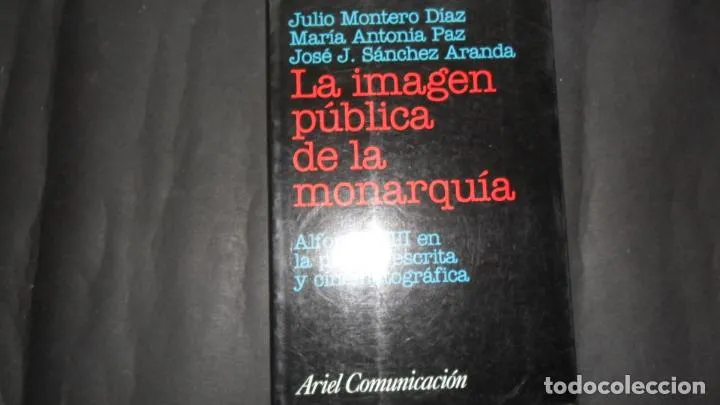 Julio Montero Díaz
María Antonia Paz
José J. Sánchez Aranda
La imagen
pública
de la
monarquía
en
la escrita
y cinematográfica
Ariel Comunicación
todocoleccion